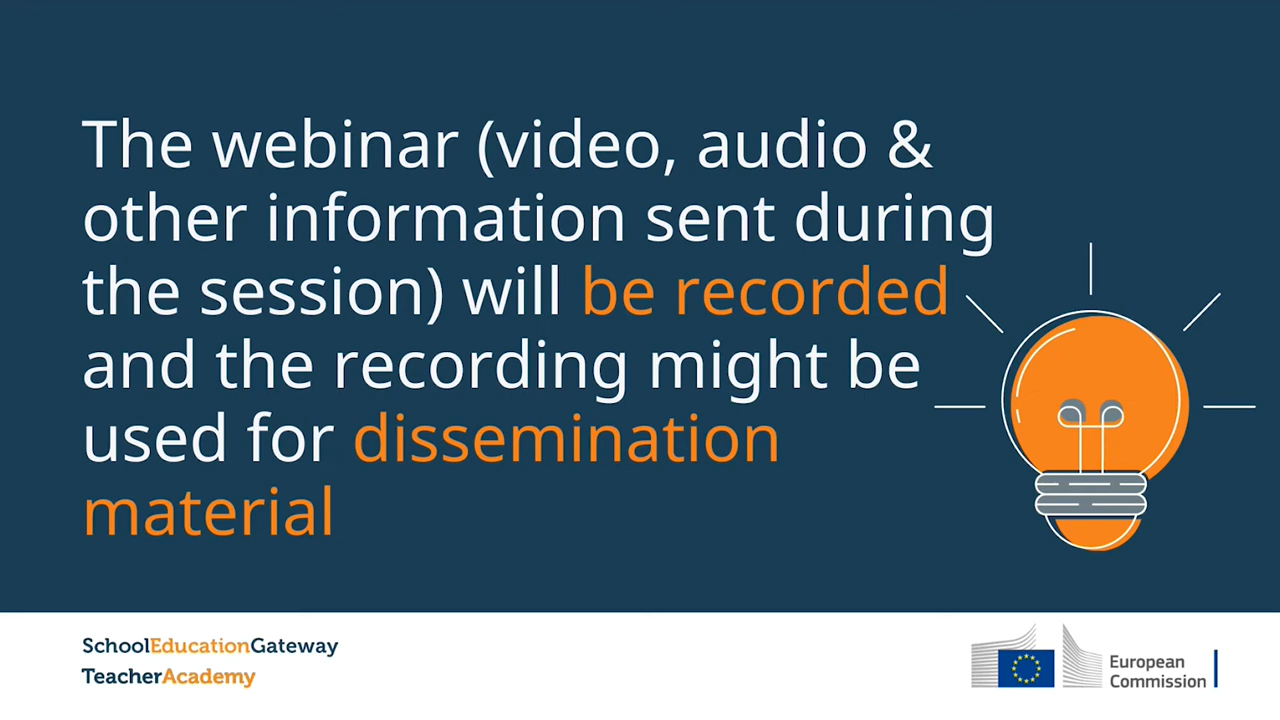 The webinar (video, audio &
other information sent during
the session) will be recorded
and the recording might be
used for dissemination
material
SchoolEducationGateway
TeacherAcademy
European
Commission